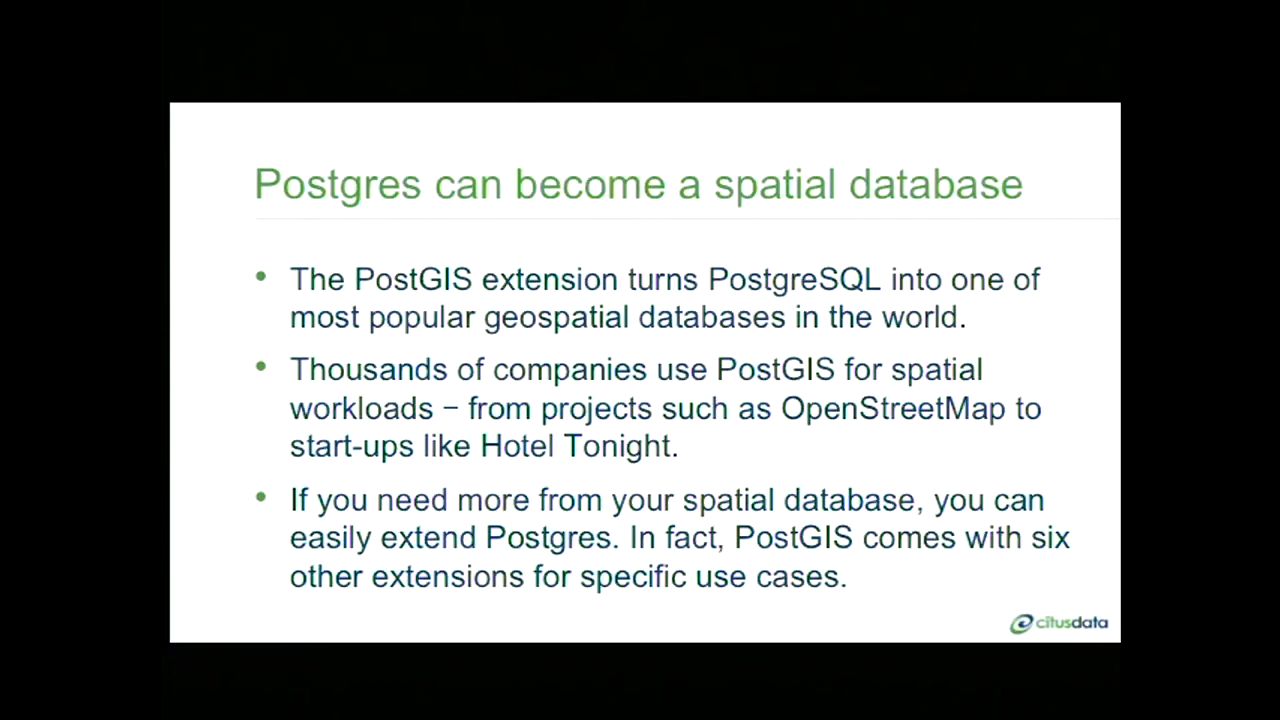 Postgres can become a spatial database
• The PostGIS extension turns PostgreSQL into one of
most popular geospatial databases in the world.
• Thousands of companies use PostGIS for spatial
workloads – from projects such as OpenStreetMap to
start-ups like Hotel Tonight.
• If you need more from your spatial database, you can
easily extend Postgres. In fact, PostGIS comes with six
other extensions for specific use cases.
citusdata